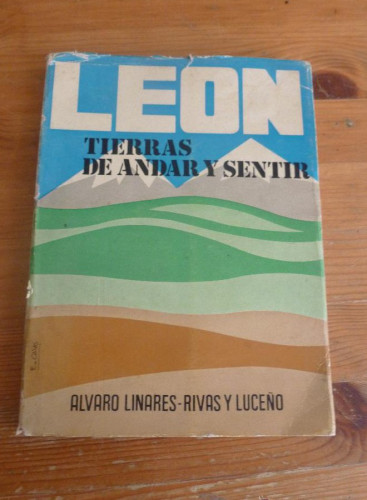 LEON
TIERRAS
DE ANDAR Y SENTIR
ALVARO LINARES-RIVAS Y LUCEÑO